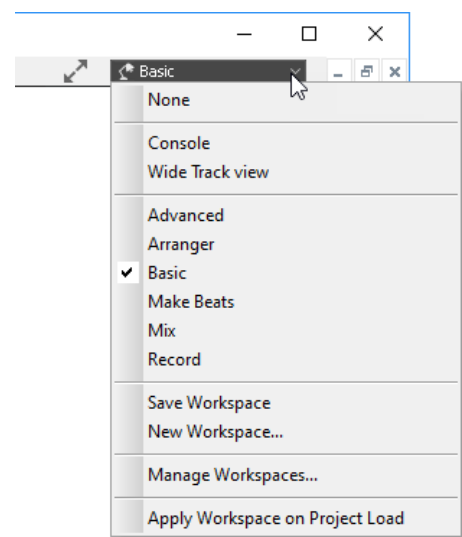 Basic
None
Console
Wide Track view
Advanced
Arranger
Basic
Make Beats
Mix
Record
Save Workspace
New Workspace...
Manage Workspaces...
Apply Workspace on Project Load